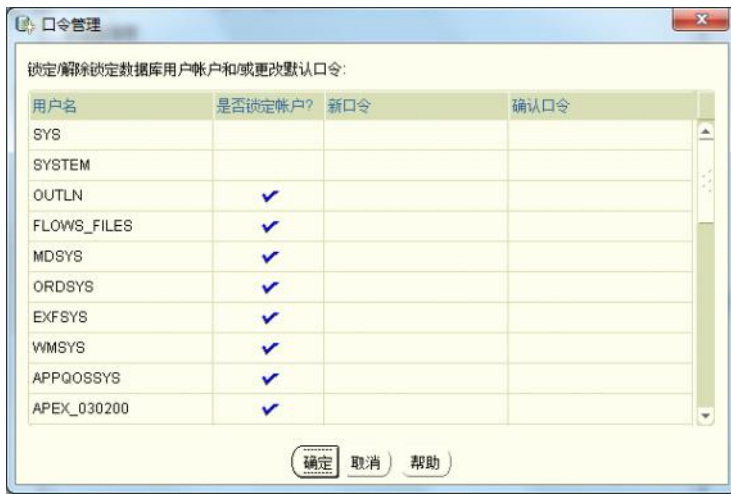 口令管理
锁定/解除锁定数据库用户帐户和/或更改默认口令:
用户名 是否锁定帐户? 新口令 确认口令
SYS
SYSTEM
OUTLN
FLOWS_FILES
MDSYS
ORDSYS
EXFSYS
WMSYS
APPQOSSYS
APEX_030200
确定 取消 帮助